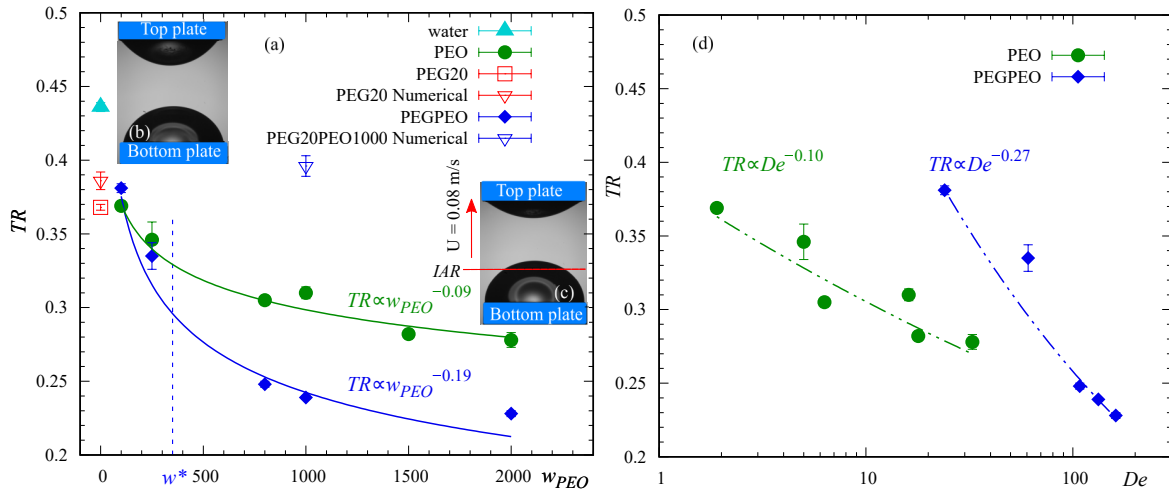 0.5
0.45
0.4
0.35
0.3
0.25
0.2
TR
0
500
1000
1500
2000
w*
w_PEO
Top plate
(b)
Bottom plate
(a)
water
PEO
PEG20
PEG20 Numerical
PEGPEO
PEG20PEO1000 Numerical
U = 0.08 m/s
Top plate
IAR
(c)
Bottom plate
TR∝w_PEO^−0.09
TR∝w_PEO^−0.19
0.5
0.45
0.4
0.35
0.3
0.25
0.2
TR
1
10
100
De
(d)
PEO
PEGPEO
TR∝De^−0.10
TR∝De^−0.27